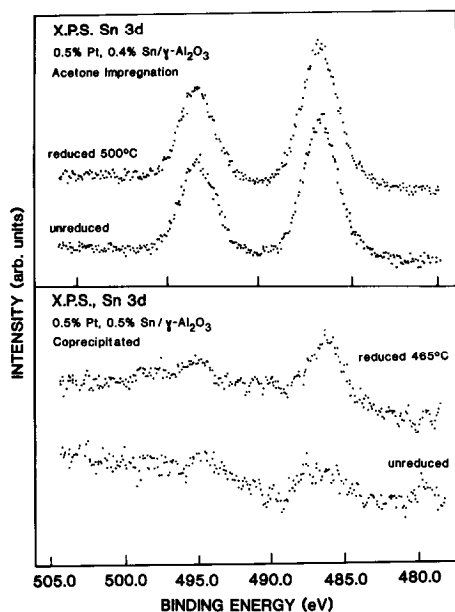 X.P.S. Sn 3d
0.5% Pt, 0.4% Sn/γ-Al₂O₃
Acetone Impregnation
reduced 500°C
unreduced
X.P.S., Sn 3d
0.5% Pt, 0.5% Sn/γ-Al₂O₃
Coprecipitated
reduced 465°C
unreduced
INTENSITY (arb. units)
505.0 500.0 495.0 490.0 485.0 480.0
BINDING ENERGY (eV)